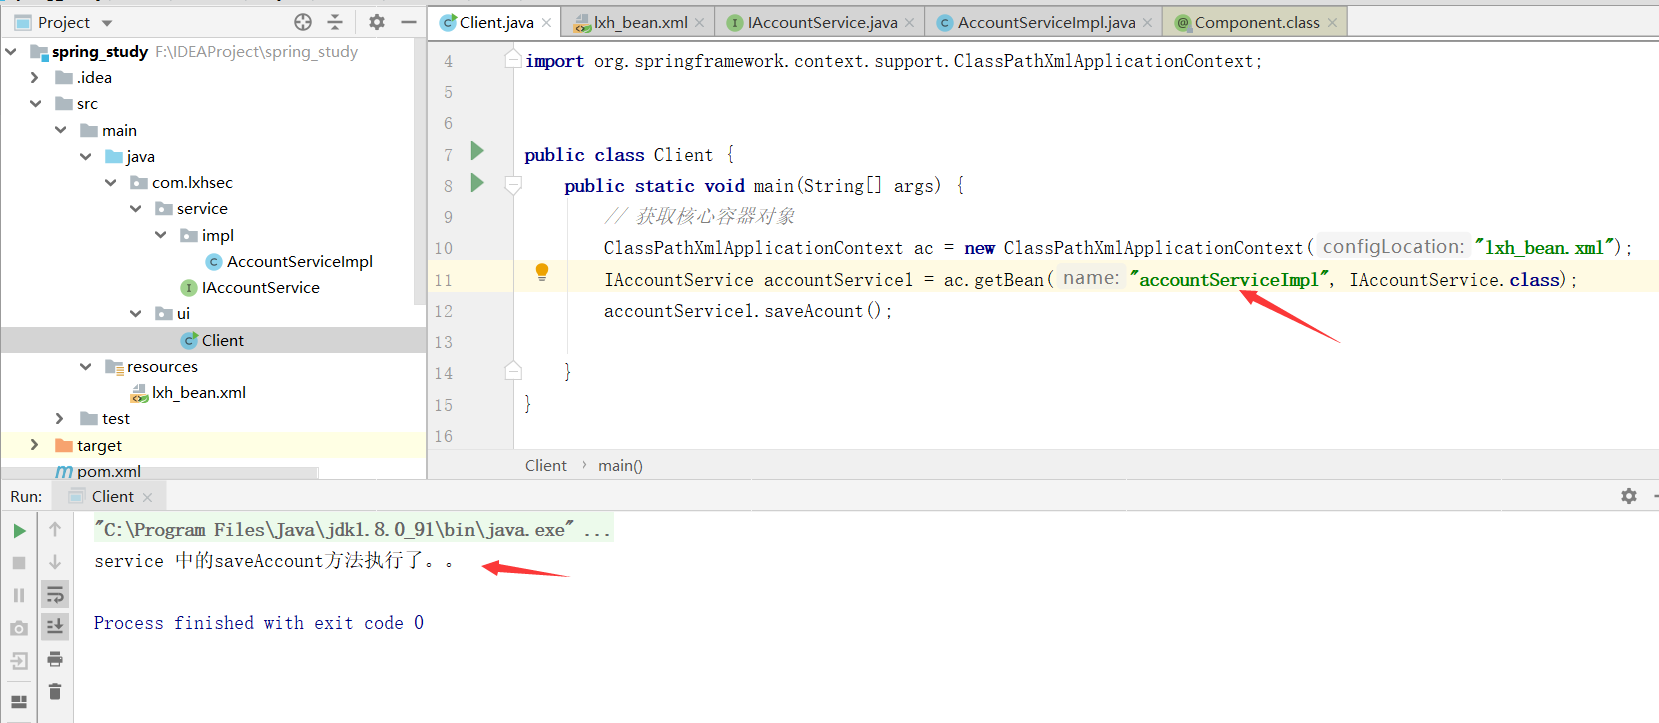 Project
spring_study F:\IDEAProject\spring_study
.idea
src
main
java
com.lxhsec
service
impl
AccountServiceImpl
IAccountService
ui
Client
resources
lxh_bean.xml
test
target
pom.xml
Client.java lxh_bean.xml IAccountService.java AccountServiceImpl.java Component.class
4 import org.springframework.context.support.ClassPathXmlApplicationContext;
5
6
7 public class Client {
8 public static void main(String[] args) {
9 // 获取核心容器对象
10 ClassPathXmlApplicationContext ac = new ClassPathXmlApplicationContext( configLocation: "lxh_bean.xml");
11 IAccountService accountService1 = ac.getBean( name: "accountServiceImpl", IAccountService.class);
12 accountService1.saveAcount();
13
14 }
15 }
16
Client › main()
Run: Client
"C:\Program Files\Java\jdk1.8.0_91\bin\java.exe" ...
service 中的saveAccount方法执行了。。
Process finished with exit code 0